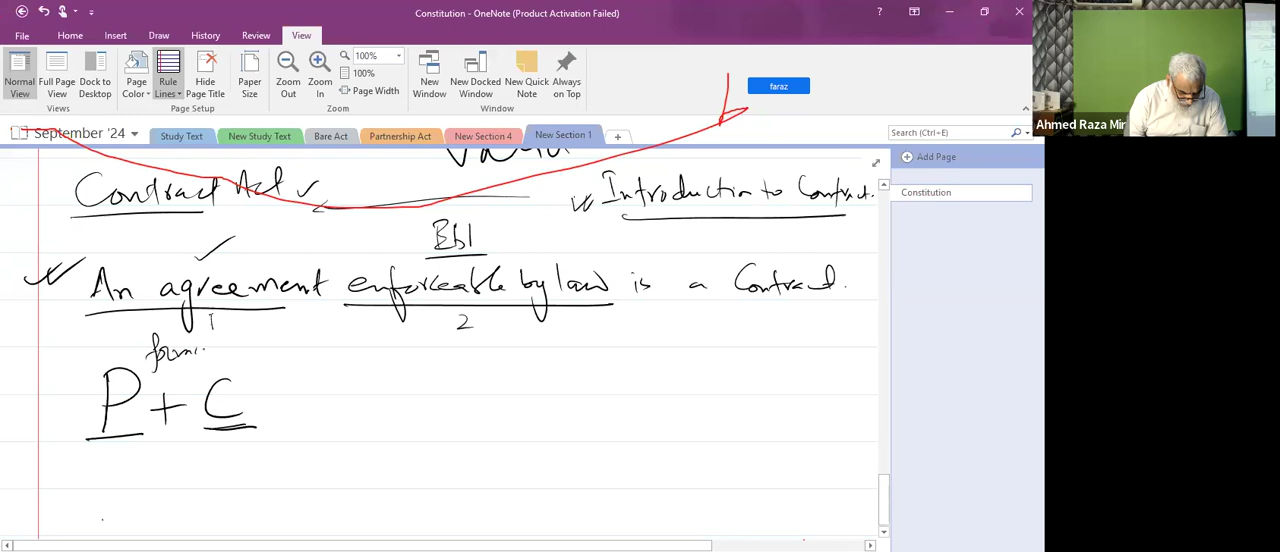 Constitution - OneNote (Product Activation Failed)
File Home Insert Draw History Review View
Normal View Full Page View Dock to Desktop Page Color Rule Lines Hide Page Title Paper Size Zoom Out Zoom In 100% 100% Page Width New Window New Docked Window New Quick Note Always on Top
Views Page Setup Zoom Window
faraz
September '24 Study Text New Study Text Bare Act Partnership Act New Section 4 New Section 1 Search (Ctrl+E)
Ahmed Raza Mir
Add Page
Constitution
Contract Act Introduction to Contract.
Ebl
An agreement enforceable by law is a Contract.
1 2
P + C